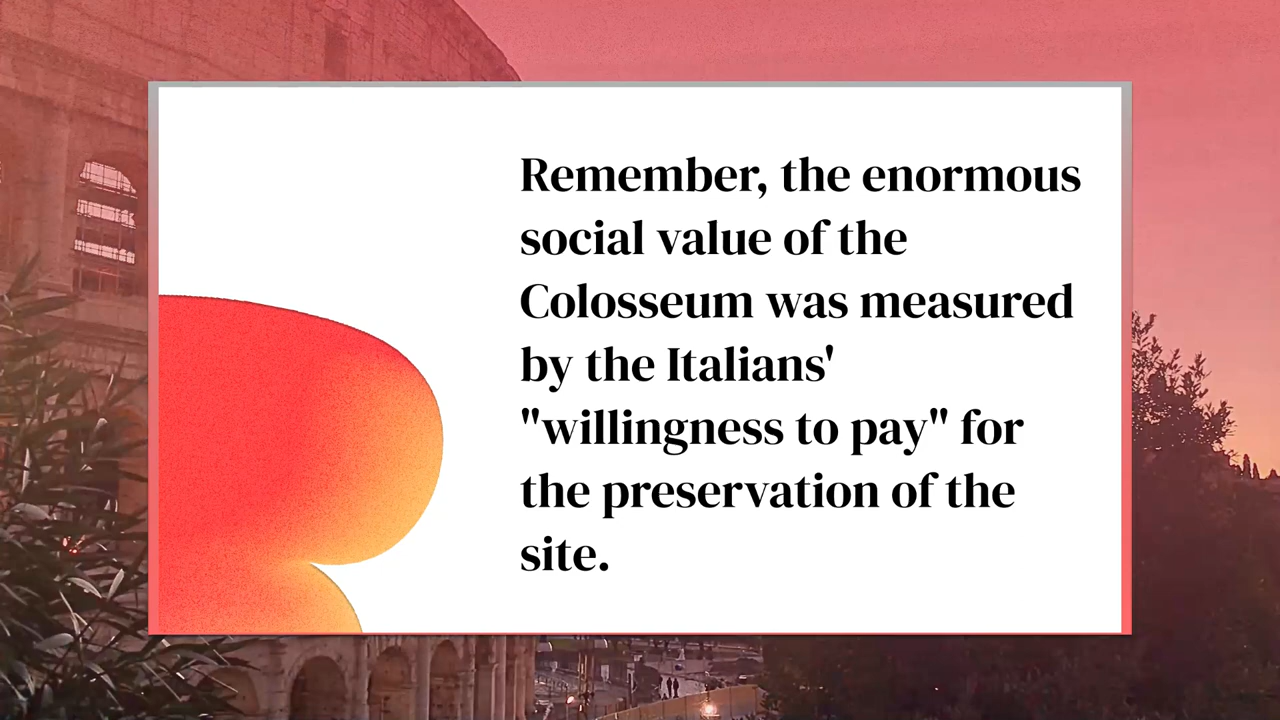 Remember, the enormous
social value of the
Colosseum was measured
by the Italians'
"willingness to pay" for
the preservation of the
site.